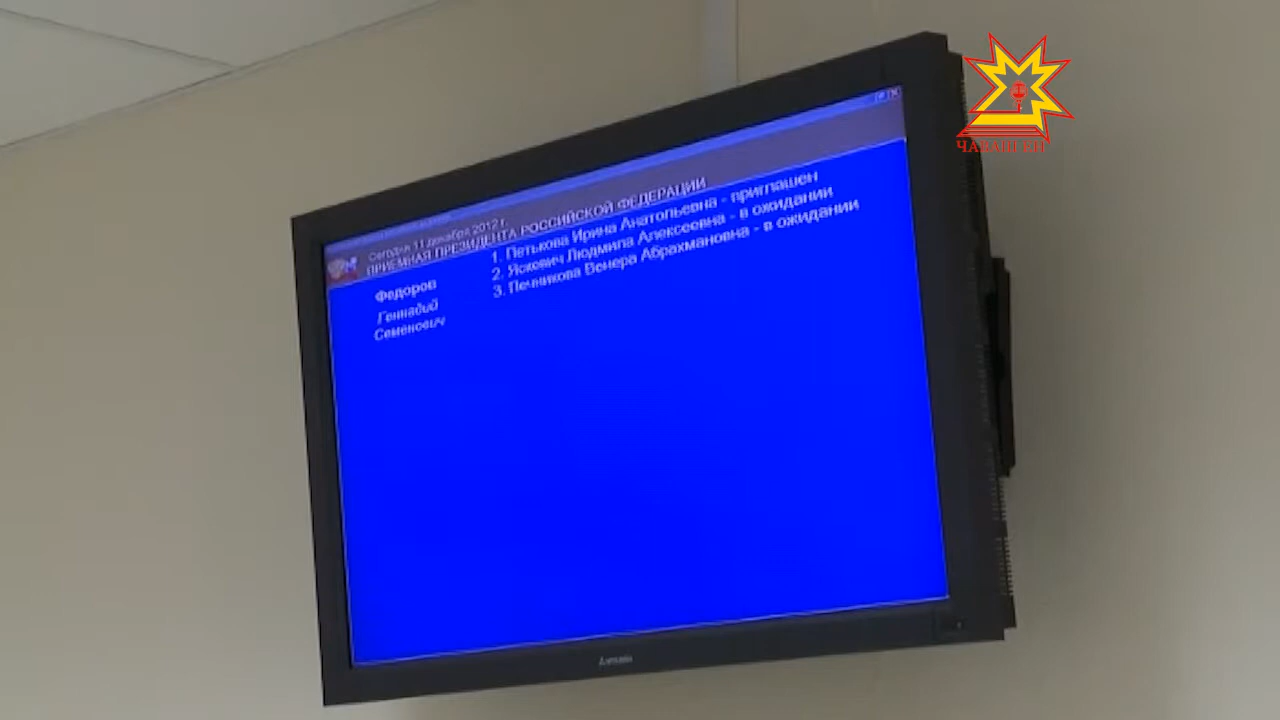 ЧӐВАШ ЕН
Сегодня 11 декабря 2012 г.
ПРИЕМНАЯ ПРЕЗИДЕНТА РОССИЙСКОЙ ФЕДЕРАЦИИ
Федоров
Геннадий
Семенович
1. Петькова Ирина Анатольевна - приглашен
2. Яскевич Людмила Алексеевна - в ожидании
3. Печникова Венера Абрахмановна - в ожидании